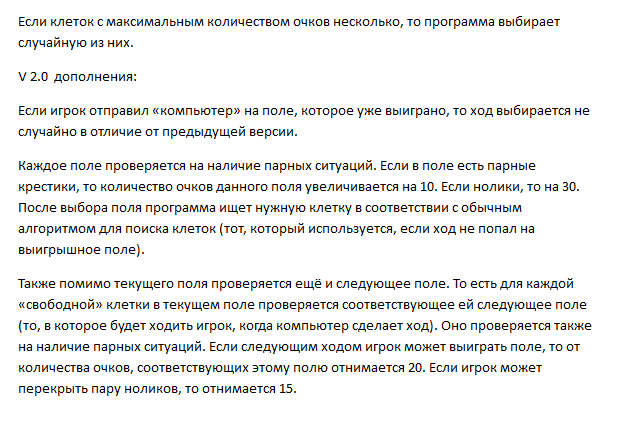 Если клеток с максимальным количеством очков несколько, то программа выбирает
случайную из них.
V 2.0  дополнения:
Если игрок отправил «компьютер» на поле, которое уже выиграно, то ход выбирается не
случайно в отличие от предыдущей версии.
Каждое поле проверяется на наличие парных ситуаций. Если в поле есть парные
крестики, то количество очков данного поля увеличивается на 10. Если нолики, то на 30.
После выбора поля программа ищет нужную клетку в соответствии с обычным
алгоритмом для поиска клеток (тот, который используется, если ход не попал на
выигрышное поле).
Также помимо текущего поля проверяется ещё и следующее поле. То есть для каждой
«свободной» клетки в текущем поле проверяется соответствующее ей следующее поле
(то, в которое будет ходить игрок, когда компьютер сделает ход). Оно проверяется также
на наличие парных ситуаций. Если следующим ходом игрок может выиграть поле, то от
количества очков, соответствующих этому полю отнимается 20. Если игрок может
перекрыть пару ноликов, то отнимается 15.